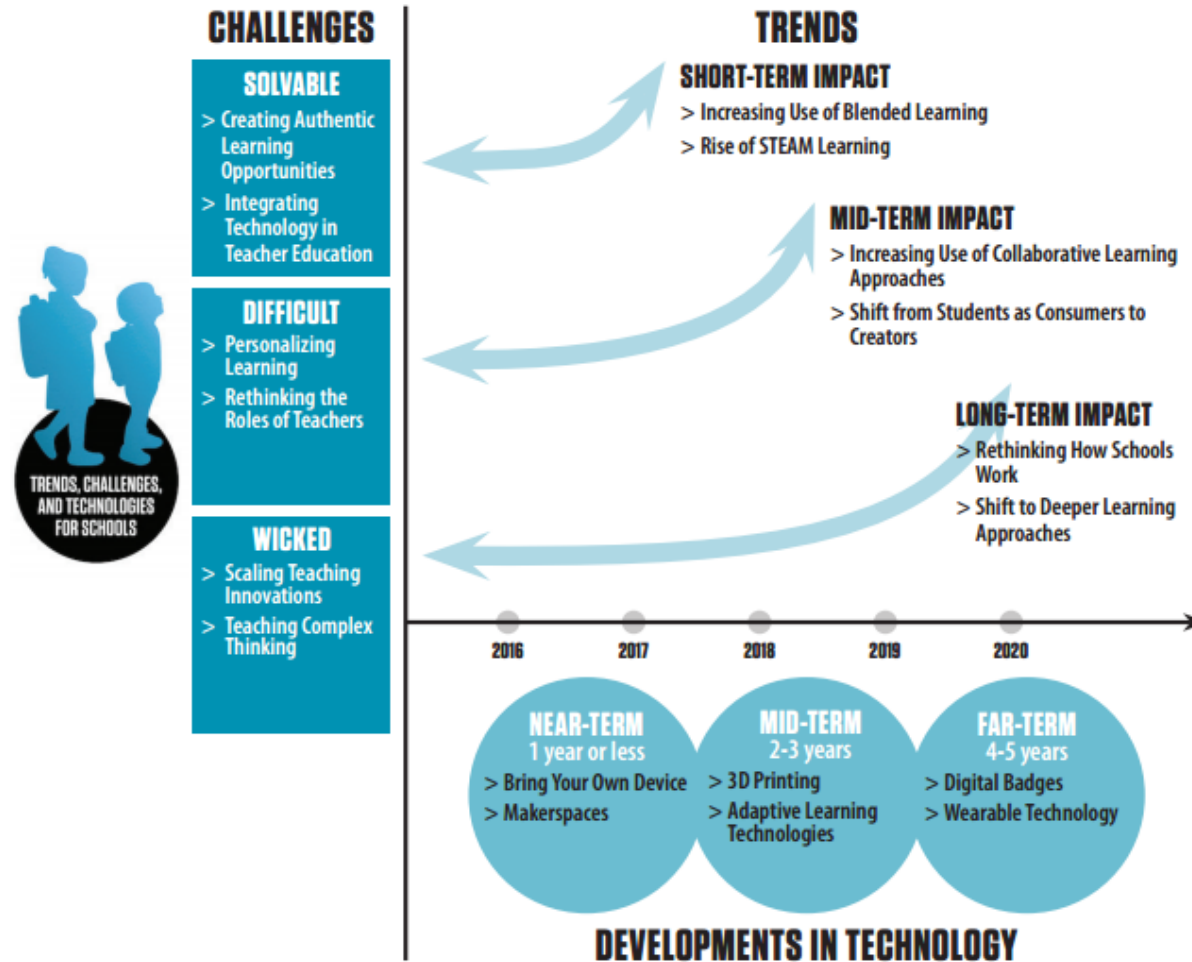 CHALLENGES
SOLVABLE
> Creating Authentic
Learning
Opportunities
> Integrating
Technology in
Teacher Education
DIFFICULT
> Personalizing
Learning
> Rethinking the
Roles of Teachers
WICKED
> Scaling Teaching
Innovations
> Teaching Complex
Thinking
TRENDS, CHALLENGES,
AND TECHNOLOGIES
FOR SCHOOLS
TRENDS
SHORT-TERM IMPACT
> Increasing Use of Blended Learning
> Rise of STEAM Learning
MID-TERM IMPACT
> Increasing Use of Collaborative Learning
Approaches
> Shift from Students as Consumers to
Creators
LONG-TERM IMPACT
> Rethinking How Schools
Work
> Shift to Deeper Learning
Approaches
2016 2017 2018 2019 2020
NEAR-TERM
1 year or less
> Bring Your Own Device
> Makerspaces
MID-TERM
2-3 years
> 3D Printing
> Adaptive Learning
Technologies
FAR-TERM
4-5 years
> Digital Badges
> Wearable Technology
DEVELOPMENTS IN TECHNOLOGY